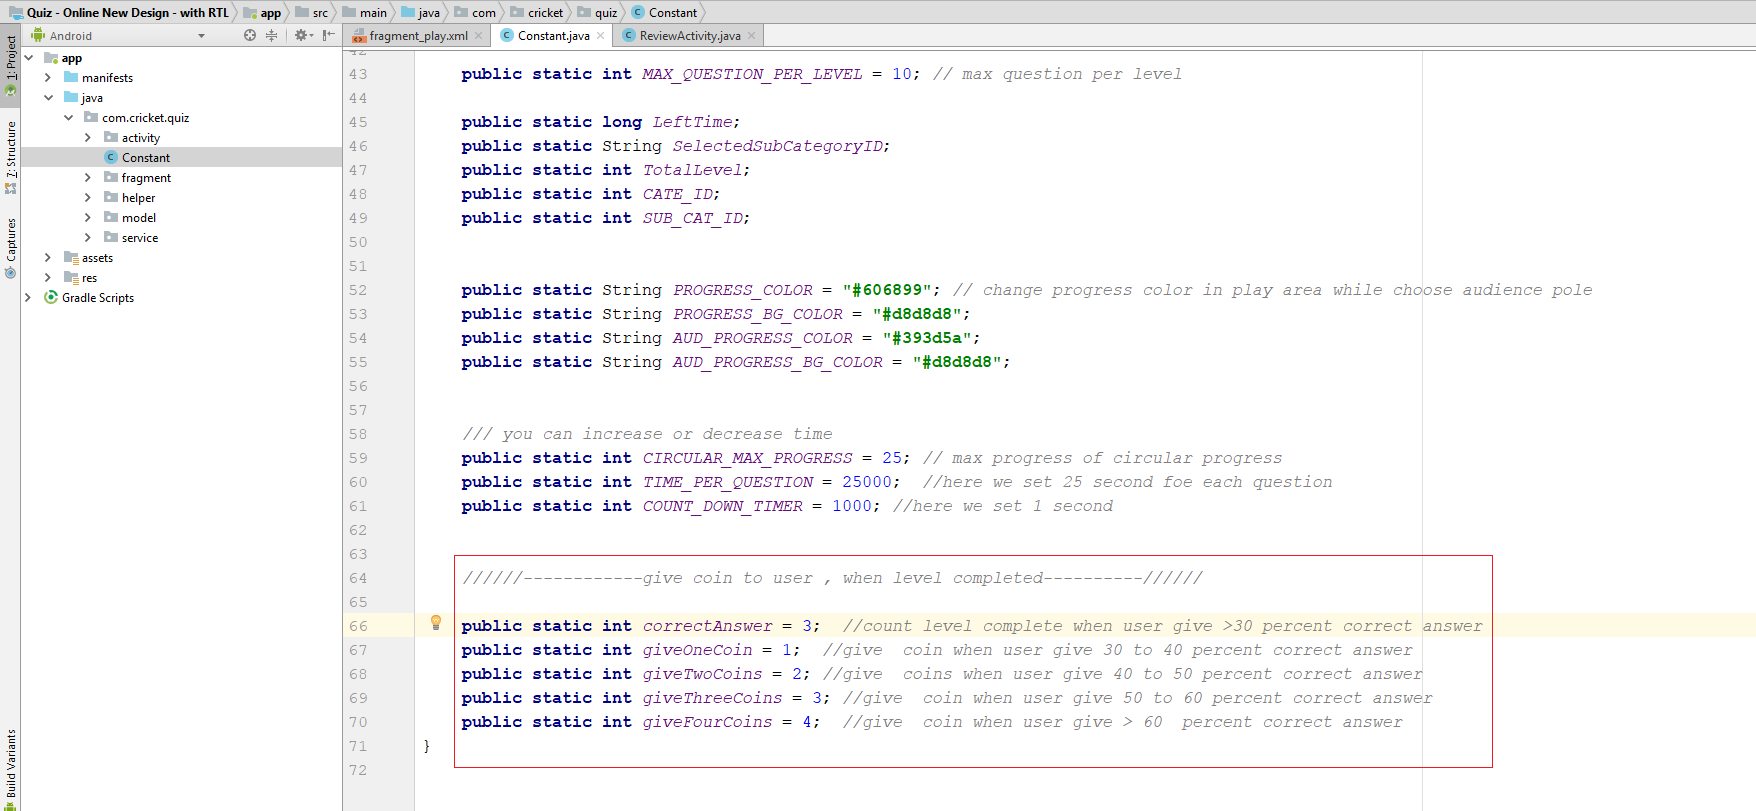 Quiz - Online New Design - with RTL app src main java com cricket quiz Constant
Android
fragment_play.xml Constant.java ReviewActivity.java
1: Project
7: Structure
Captures
Build Variants
app
manifests
java
com.cricket.quiz
activity
Constant
fragment
helper
model
service
assets
res
Gradle Scripts
42
43 public static int MAX_QUESTION_PER_LEVEL = 10; // max question per level
44
45 public static long LeftTime;
46 public static String SelectedSubCategoryID;
47 public static int TotalLevel;
48 public static int CATE_ID;
49 public static int SUB_CAT_ID;
50
51
52 public static String PROGRESS_COLOR = "#606899"; // change progress color in play area while choose audience pole
53 public static String PROGRESS_BG_COLOR = "#d8d8d8";
54 public static String AUD_PROGRESS_COLOR = "#393d5a";
55 public static String AUD_PROGRESS_BG_COLOR = "#d8d8d8";
56
57
58 /// you can increase or decrease time
59 public static int CIRCULAR_MAX_PROGRESS = 25; // max progress of circular progress
60 public static int TIME_PER_QUESTION = 25000; //here we set 25 second foe each question
61 public static int COUNT_DOWN_TIMER = 1000; //here we set 1 second
62
63
64 //////------------give coin to user , when level completed----------//////
65
66 public static int correctAnswer = 3; //count level complete when user give >30 percent correct answer
67 public static int giveOneCoin = 1; //give coin when user give 30 to 40 percent correct answer
68 public static int giveTwoCoins = 2; //give coins when user give 40 to 50 percent correct answer
69 public static int giveThreeCoins = 3; //give coin when user give 50 to 60 percent correct answer
70 public static int giveFourCoins = 4; //give coin when user give > 60 percent correct answer
71 }
72